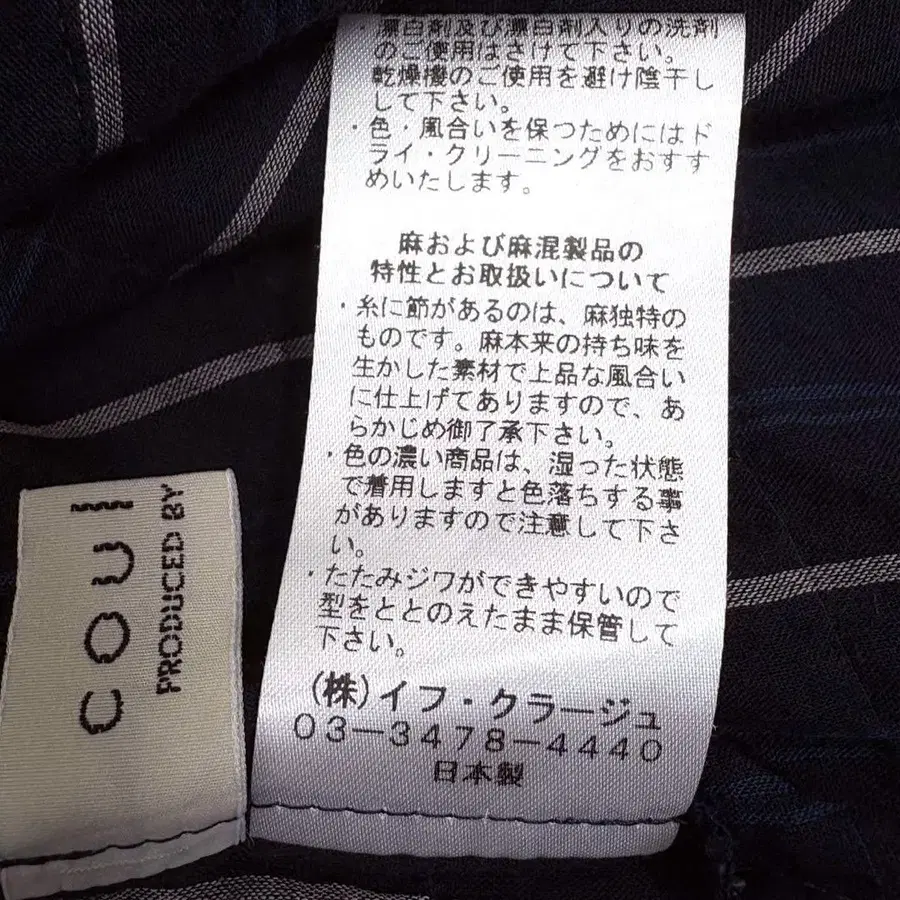 ・漂白剤及び漂白剤入りの洗剤
のご使用はさけて下さい。
乾燥機のご使用を避け陰干し
して下さい。
・色・風合いを保つためにはド
ライ・クリーニングをおすす
めいたします。
麻および麻混製品の
特性とお取扱いについて
・糸に節があるのは、麻独特の
ものです。麻本来の持ち味を
生かした素材で上品な風合い
に仕上げてありますので、あ
らかじめ御了承下さい。
・色の濃い商品は、湿った状態
で着用しますと色落ちする事
がありますので注意して下さ
い。
・たたみジワができやすいので
型をととのえたまま保管して
下さい。
(株)イフ・クラージュ
03-3478-4440
日本製
COUI
PRODUCED BY